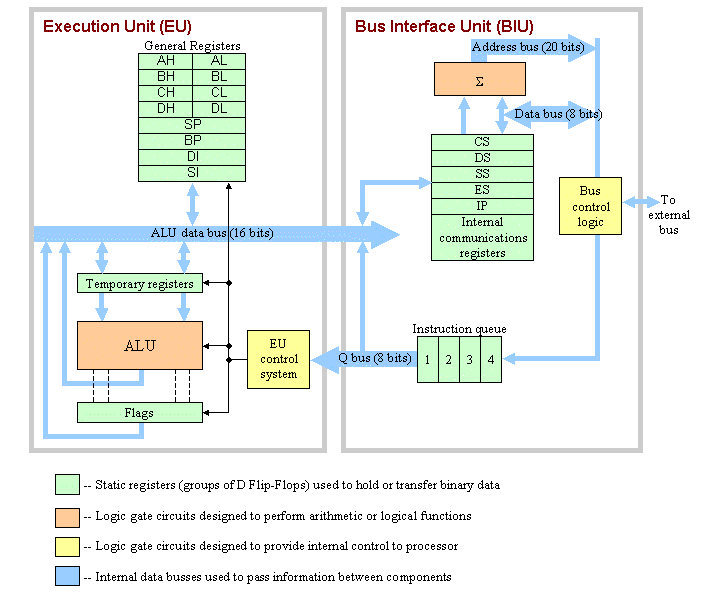 Execution Unit (EU)
General Registers
AH AL
BH BL
CH CL
DH DL
SP
BP
DI
SI
ALU data bus (16 bits)
Temporary registers
ALU
Flags
EU
control
system
Bus Interface Unit (BIU)
Address bus (20 bits)
Σ
Data bus (8 bits)
CS
DS
SS
ES
IP
Internal
communications
registers
Bus
control
logic
To
external
bus
Instruction queue
1 2 3 4
Q bus (8 bits)
-- Static registers (groups of D Flip-Flops) used to hold or transfer binary data
-- Logic gate circuits designed to perform arithmetic or logical functions
-- Logic gate circuits designed to provide internal control to processor
-- Internal data busses used to pass information between components